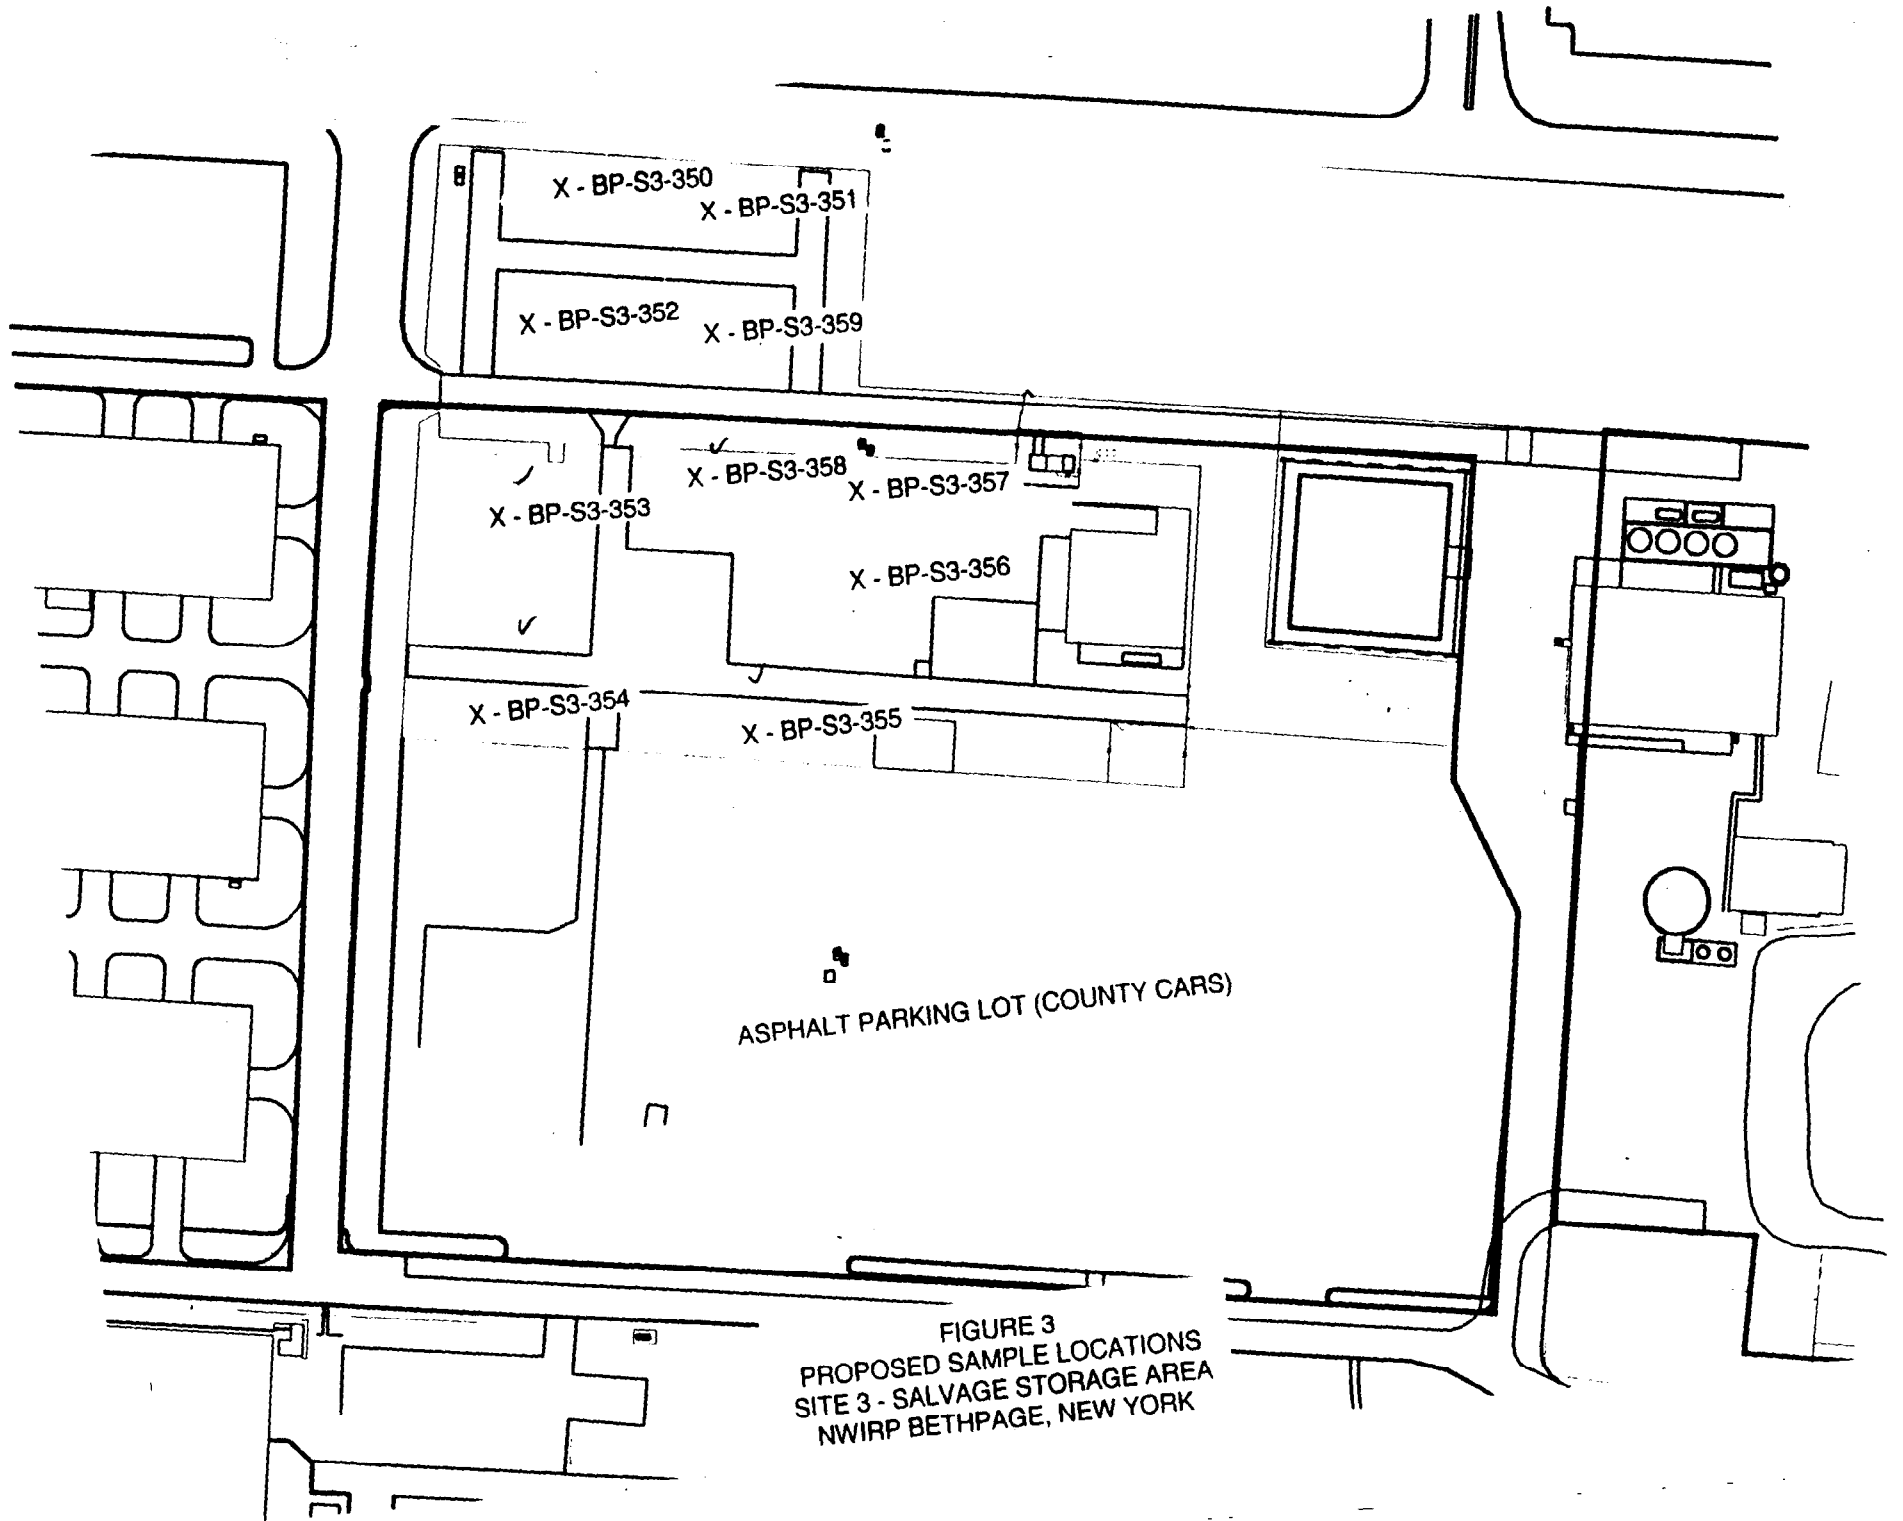 X - BP-S3-350
X - BP-S3-351
X - BP-S3-352
X - BP-S3-359
X - BP-S3-358
X - BP-S3-357
X - BP-S3-353
X - BP-S3-356
X - BP-S3-354
X - BP-S3-355
ASPHALT PARKING LOT (COUNTY CARS)
FIGURE 3
PROPOSED SAMPLE LOCATIONS
SITE 3 - SALVAGE STORAGE AREA
NWIRP BETHPAGE, NEW YORK